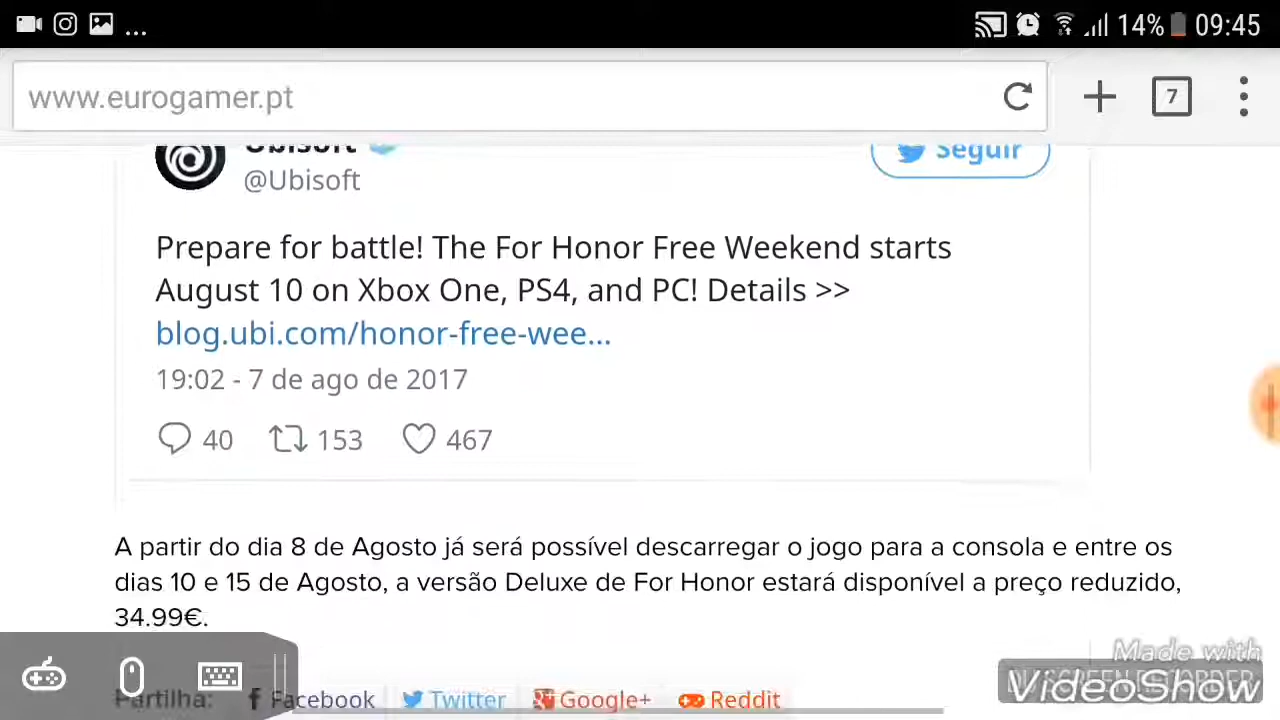 ... 14% 09:45
www.eurogamer.pt 7
Ubisoft Seguir
@Ubisoft
Prepare for battle! The For Honor Free Weekend starts
August 10 on Xbox One, PS4, and PC! Details >>
blog.ubi.com/honor-free-wee...
19:02 - 7 de ago de 2017
40 153 467
A partir do dia 8 de Agosto já será possível descarregar o jogo para a consola e entre os
dias 10 e 15 de Agosto, a versão Deluxe de For Honor estará disponível a preço reduzido,
34.99€.
Made with
VideoShow
Partilha: Facebook Twitter Google+ Reddit